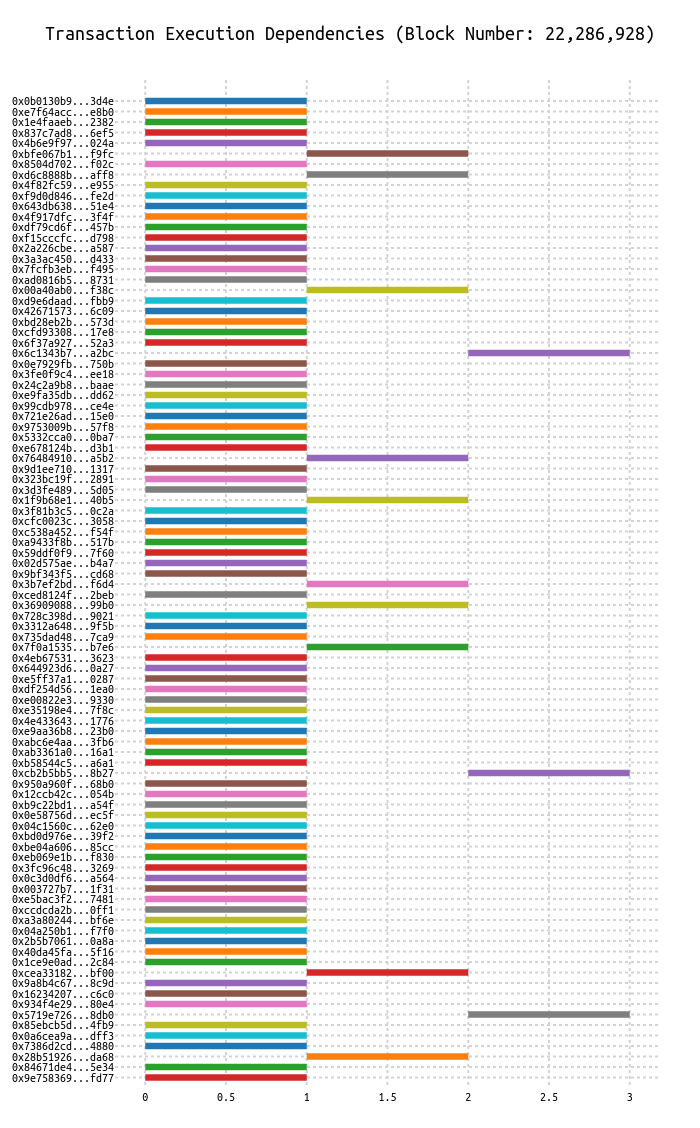 Transaction Execution Dependencies (Block Number: 22,286,928)
0x0b0130b9...3d4e
0xe7f64acc...e8b0
0x1e4faaeb...2382
0x837c7ad8...6ef5
0x4b6e9f97...024a
0xbfe067b1...f9fc
0x8504d702...f02c
0xd6c8888b...aff8
0x4f82fc59...e955
0xf9d0d846...fe2d
0x643db638...51e4
0x4f917dfc...3f4f
0xdf79cd6f...457b
0xf15cccfc...d798
0x2a226cbe...a587
0x3a3ac450...d433
0x7fcfb3eb...f495
0xad0816b5...8731
0x00a40ab0...f38c
0xd9e6daad...fbb9
0x42671573...6c09
0xbd28eb2b...573d
0xcfd93308...17e8
0x6f37a927...52a3
0x6c1343b7...a2bc
0x0e7929fb...750b
0x3fe0f9c4...ee18
0x24c2a9b8...baae
0xe9fa35db...dd62
0x99cdb978...ce4e
0x721e26ad...15e0
0x9753009b...57f8
0x5332cca0...0ba7
0xe678124b...d3b1
0x76484910...a5b2
0x9d1ee710...1317
0x323bc19f...2891
0x3d3fe489...5d05
0x1f9b68e1...40b5
0x3f81b3c5...0c2a
0xcfc0023c...3058
0xc538a452...f54f
0xa9433f8b...517b
0x59ddf0f9...7f60
0x02d575ae...b4a7
0x9bf343f5...cd68
0x3b7ef2bd...f6d4
0xced8124f...2beb
0x36909088...99b0
0x728c398d...9021
0x3312a648...9f5b
0x735dad48...7ca9
0x7f0a1535...b7e6
0x4eb67531...3623
0x644923d6...0a27
0xe5ff37a1...0287
0xdf254d56...1ea0
0xe00822e3...9330
0xe35198e4...7f8c
0x4e433643...1776
0xe9aa36b8...23b0
0xabc6e4aa...3fb6
0xab3361a0...16a1
0xb58544c5...a6a1
0xcb2b5bb5...8b27
0x950a960f...68b0
0x12ccb42c...054b
0xb9c22bd1...a54f
0x0e58756d...ec5f
0x04c1560c...62e0
0xbd0d976e...39f2
0xbe04a606...85cc
0xeb069e1b...f830
0x3fc96c48...3269
0x0c3d0df6...a564
0x003727b7...1f31
0xe5bac3f2...7481
0xccdcda2b...0ff1
0xa3a80244...bf6e
0x04a250b1...f7f0
0x2b5b7061...0a8a
0x40da45fa...5f16
0x1ce9e0ad...2c84
0xcea33182...bf00
0x9a8b4c67...8c9d
0x16234207...c6c0
0x934f4e29...80e4
0x5719e726...8db0
0x85ebcb5d...4fb9
0x0a6cea9a...dff3
0x7386d2cd...4880
0x28b51926...da68
0x84671de4...5e34
0x9e758369...fd77
0 0.5 1 1.5 2 2.5 3